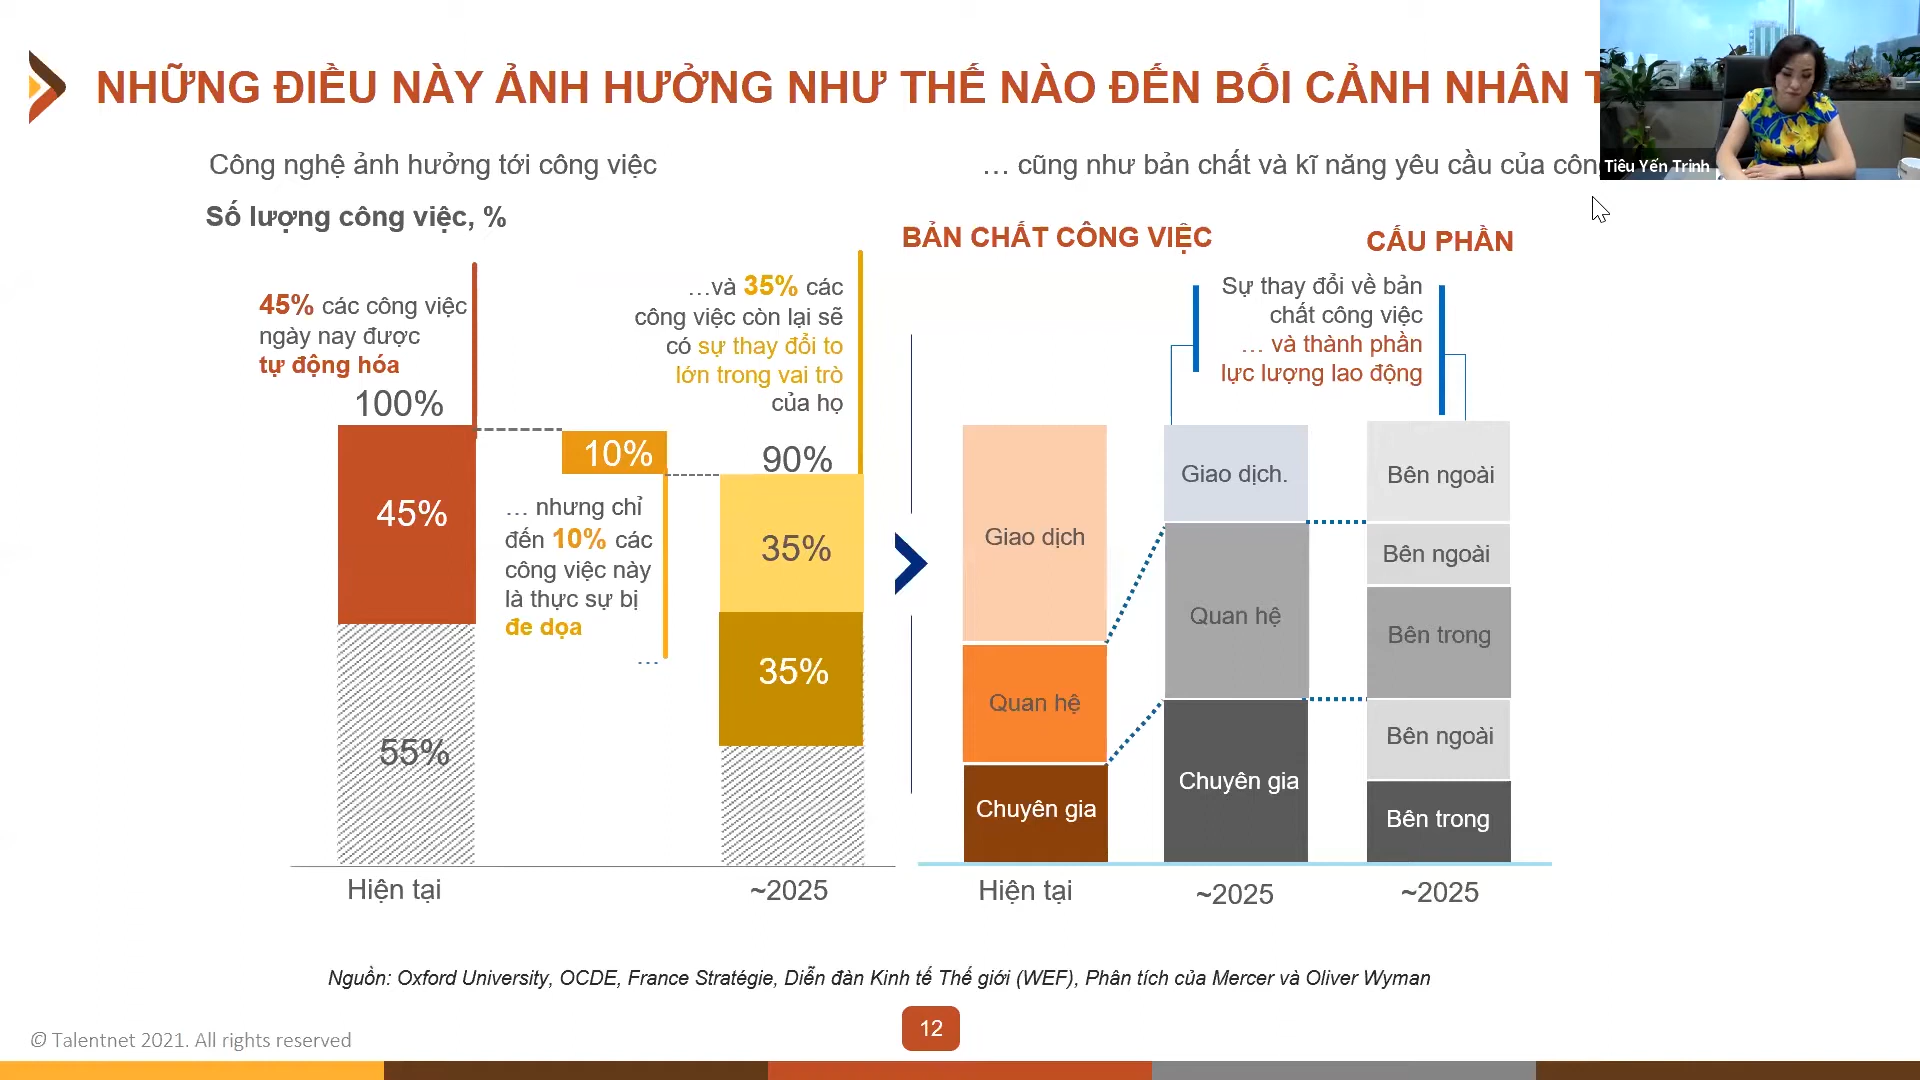 NHỮNG ĐIỀU NÀY ẢNH HƯỞNG NHƯ THẾ NÀO ĐẾN BỐI CẢNH NHÂN
Tiêu Yến Trinh
Công nghệ ảnh hưởng tới công việc
… cũng như bản chất và kĩ năng yêu cầu của
Số lượng công việc, %
45% các công việc
ngày nay được
tự động hóa
100%
45%
55%
Hiện tại
10%
… nhưng chỉ
đến 10% các
công việc này
là thực sự bị
đe dọa
…
…và 35% các
công việc còn lại sẽ
có sự thay đổi to
lớn trong vai trò
của họ
90%
35%
35%
~2025
BẢN CHẤT CÔNG VIỆC
CẤU PHẦN
Sự thay đổi về bản
chất công việc
… và thành phần
lực lượng lao động
Giao dịch
Quan hệ
Chuyên gia
Hiện tại
Giao dịch.
Quan hệ
Chuyên gia
~2025
Bên ngoài
Bên ngoài
Bên trong
Bên ngoài
Bên trong
~2025
Nguồn: Oxford University, OCDE, France Stratégie, Diễn đàn Kinh tế Thế giới (WEF), Phân tích của Mercer và Oliver Wyman
12
© Talentnet 2021. All rights reserved